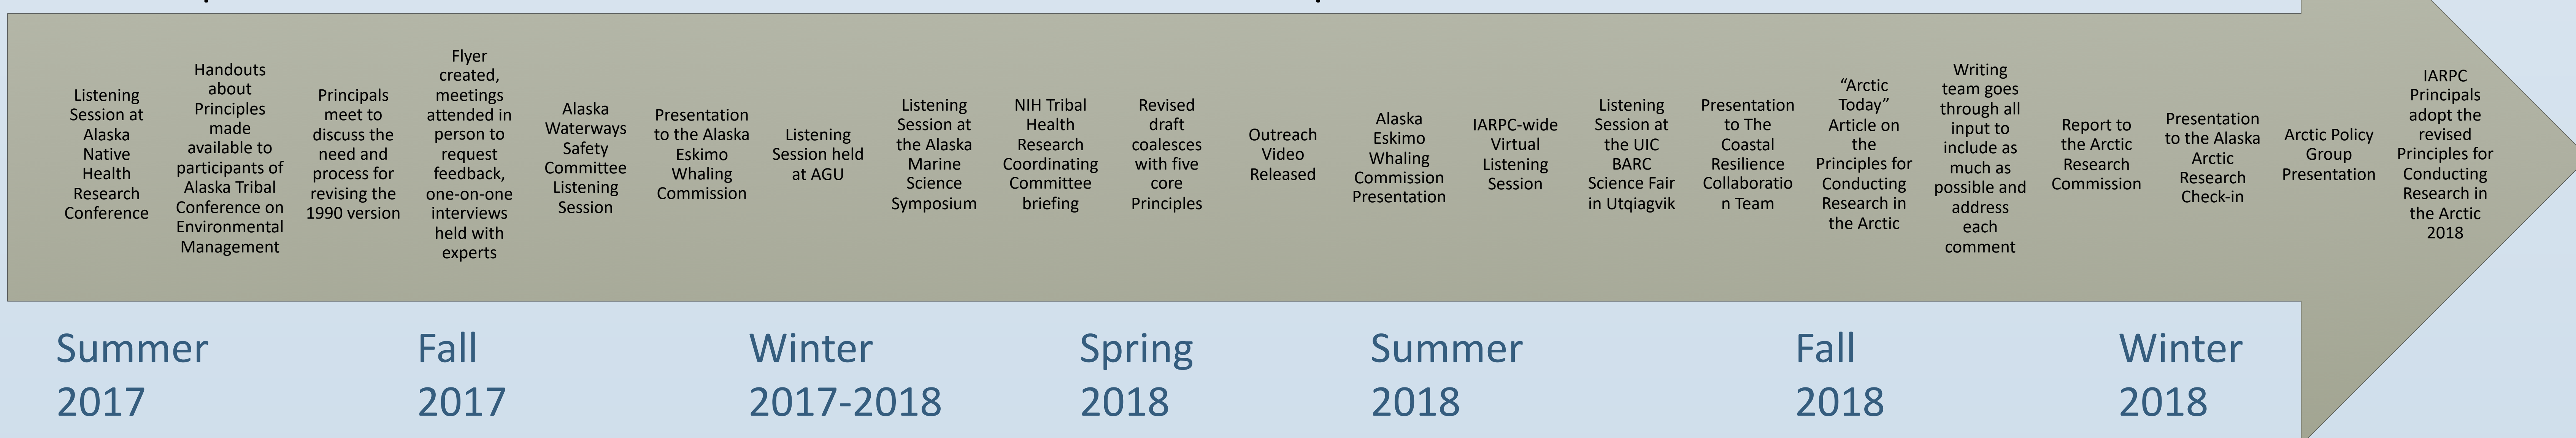 Listening
Session at
Alaska
Native
Health
Research
Conference
Handouts
about
Principles
made
available to
participants of
Alaska Tribal
Conference on
Environmental
Management
Principals
meet to
discuss the
need and
process for
revising the
1990 version
Flyer
created,
meetings
attended in
person to
request
feedback,
one-on-one
interviews
held with
experts
Alaska
Waterways
Safety
Committee
Listening
Session
Presentation
to the Alaska
Eskimo
Whaling
Commission
Listening
Session held
at AGU
Listening
Session at
the Alaska
Marine
Science
Symposium
NIH Tribal
Health
Research
Coordinating
Committee
briefing
Revised
draft
coalesces
with five
core
Principles
Outreach
Video
Released
Alaska
Eskimo
Whaling
Commission
Presentation
IARPC-wide
Virtual
Listening
Session
Listening
Session at
the UIC
BARC
Science Fair
in Utqiagvik
Presentation
to The
Coastal
Resilience
Collaboratio
n Team
“Arctic
Today”
Article on
the
Principles for
Conducting
Research in
the Arctic
Writing
team goes
through all
input to
include as
much as
possible and
address
each
comment
Report to
the Arctic
Research
Commission
Presentation
to the Alaska
Arctic
Research
Check-in
Arctic Policy
Group
Presentation
IARPC
Principals
adopt the
revised
Principles for
Conducting
Research in
the Arctic
2018
Summer
2017
Fall
2017
Winter
2017-2018
Spring
2018
Summer
2018
Fall
2018
Winter
2018